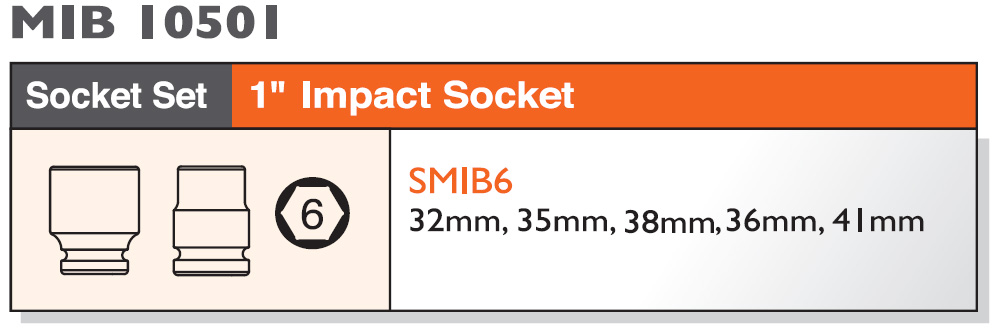 MIB 10501
Socket Set
1" Impact Socket
6
SMIB6
32mm, 35mm, 38mm, 36mm, 41mm